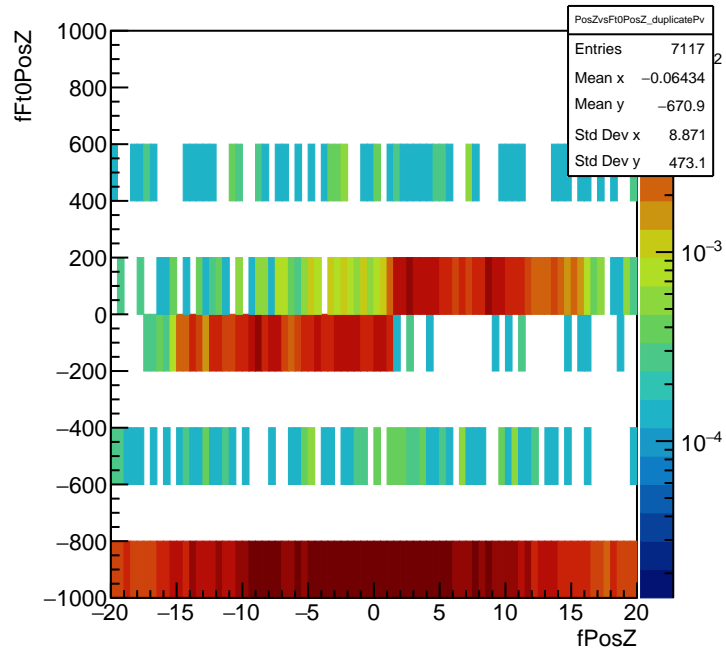 PosZvsFt0PosZ_duplicatePv
Entries 7117
Mean x −0.06434
Mean y −670.9
Std Dev x 8.871
Std Dev y 473.1
fFt0PosZ
1000
800
600
400
200
0
−200
−400
−600
−800
−1000
−20 −15 −10 −5 0 5 10 15 20
fPosZ
2
10−3
10−4